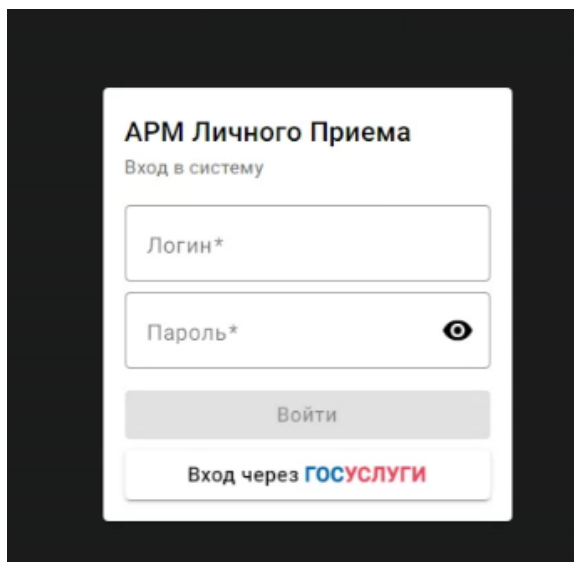 АРМ Личного Приема
Вход в систему
Логин*
Пароль*
Войти
Вход через ГОСУСЛУГИ